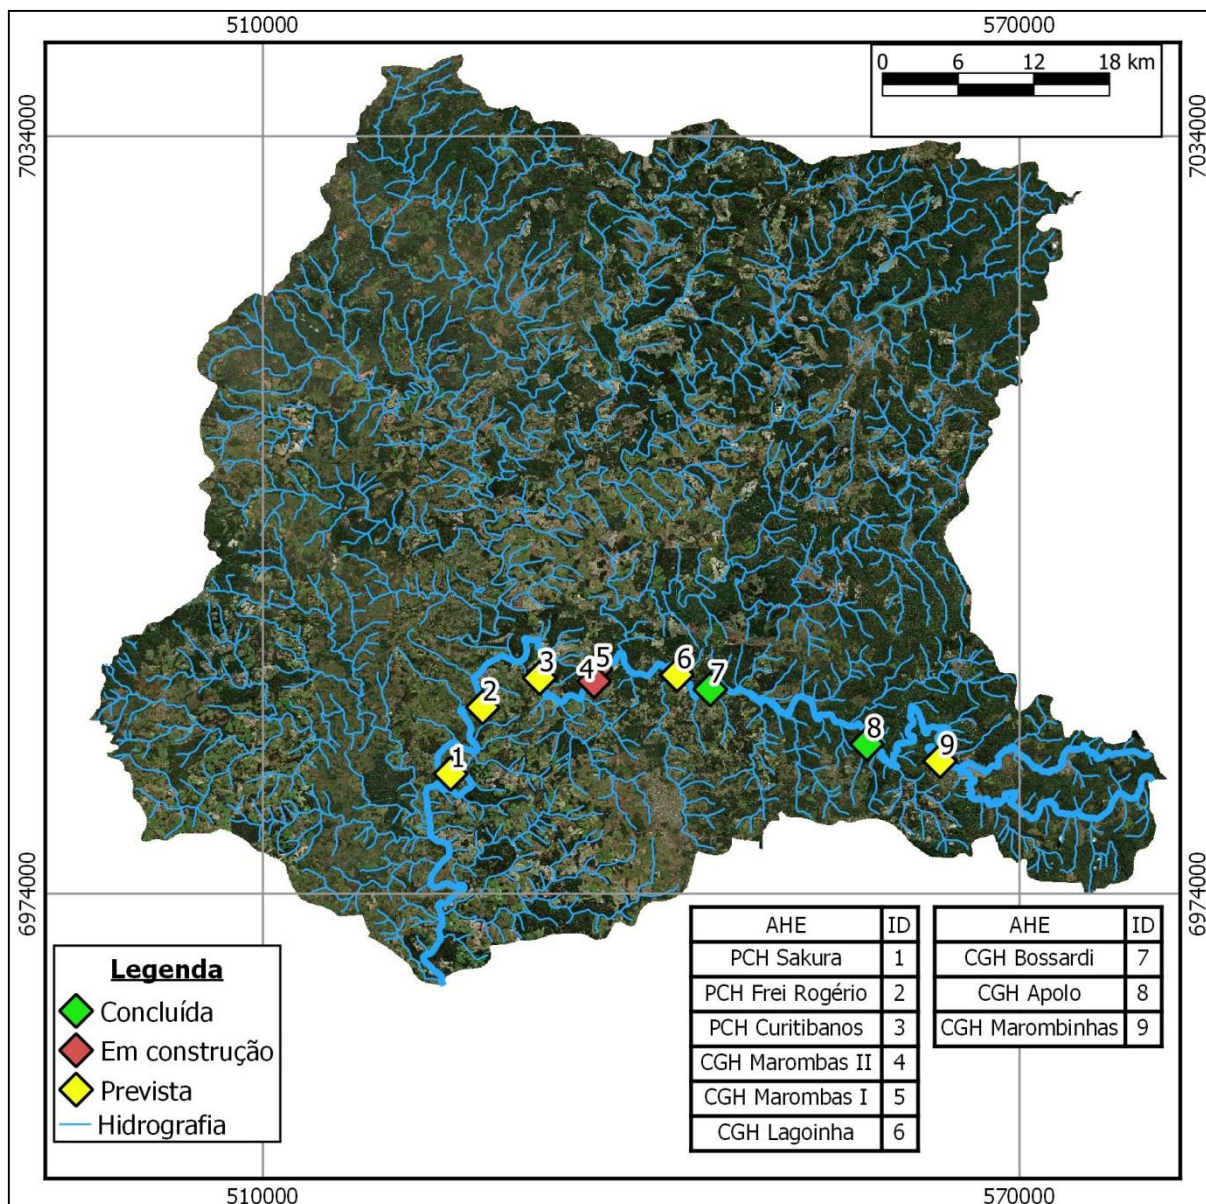 510000
570000
0 6 12 18 km
7034000
7034000
5
3
6
4
7
2
8
9
1
6974000
6974000
Legenda
Concluída
Em construção
Prevista
Hidrografia
AHE ID
PCH Sakura 1
PCH Frei Rogério 2
PCH Curitibanos 3
CGH Marombas II 4
CGH Marombas I 5
CGH Lagoinha 6
AHE ID
CGH Bossardi 7
CGH Apolo 8
CGH Marombinhas 9
510000
570000